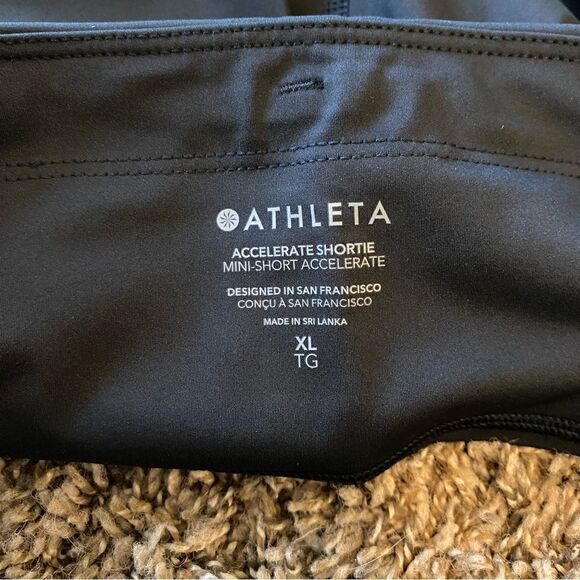 ATHLETA
ACCELERATE SHORTIE
MINI-SHORT ACCELERATE
DESIGNED IN SAN FRANCISCO
CONÇU À SAN FRANCISCO
MADE IN SRI LANKA
XL
TG